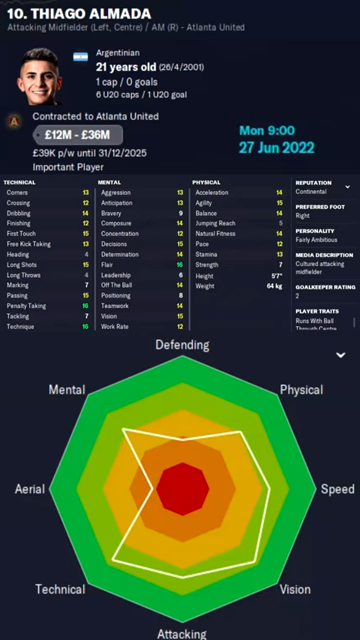 10. THIAGO ALMADA
Attacking Midfielder (Left, Centre) / AM (R) - Atlanta United
Argentinian
21 years old (26/4/2001)
1 cap / 0 goals
6 U20 caps / 1 U20 goal
Contracted to Atlanta United
£12M - £36M
£39K p/w until 31/12/2025
Important Player
Mon 9:00
27 Jun 2022
TECHNICAL
Corners 13
Crossing 12
Dribbling 14
Finishing 12
First Touch 15
Free Kick Taking 13
Heading 4
Long Shots 15
Long Throws 4
Marking 7
Passing 15
Penalty Taking 16
Tackling 7
Technique 16
MENTAL
Aggression 13
Anticipation 13
Bravery 9
Composure 14
Concentration 12
Decisions 15
Determination 14
Flair 16
Leadership 6
Off The Ball 14
Positioning 8
Teamwork 14
Vision 15
Work Rate 12
PHYSICAL
Acceleration 14
Agility 15
Balance 14
Jumping Reach 5
Natural Fitness 14
Pace 12
Stamina 13
Strength 7
Height 5'7"
Weight 64 kg
REPUTATION
Continental
PREFERRED FOOT
Right
PERSONALITY
Fairly Ambitious
MEDIA DESCRIPTION
Cultured attacking
midfielder
GOALKEEPER RATING
2
PLAYER TRAITS
Runs With Ball
Through Centre
Defending
Mental
Physical
Aerial
Speed
Technical
Vision
Attacking